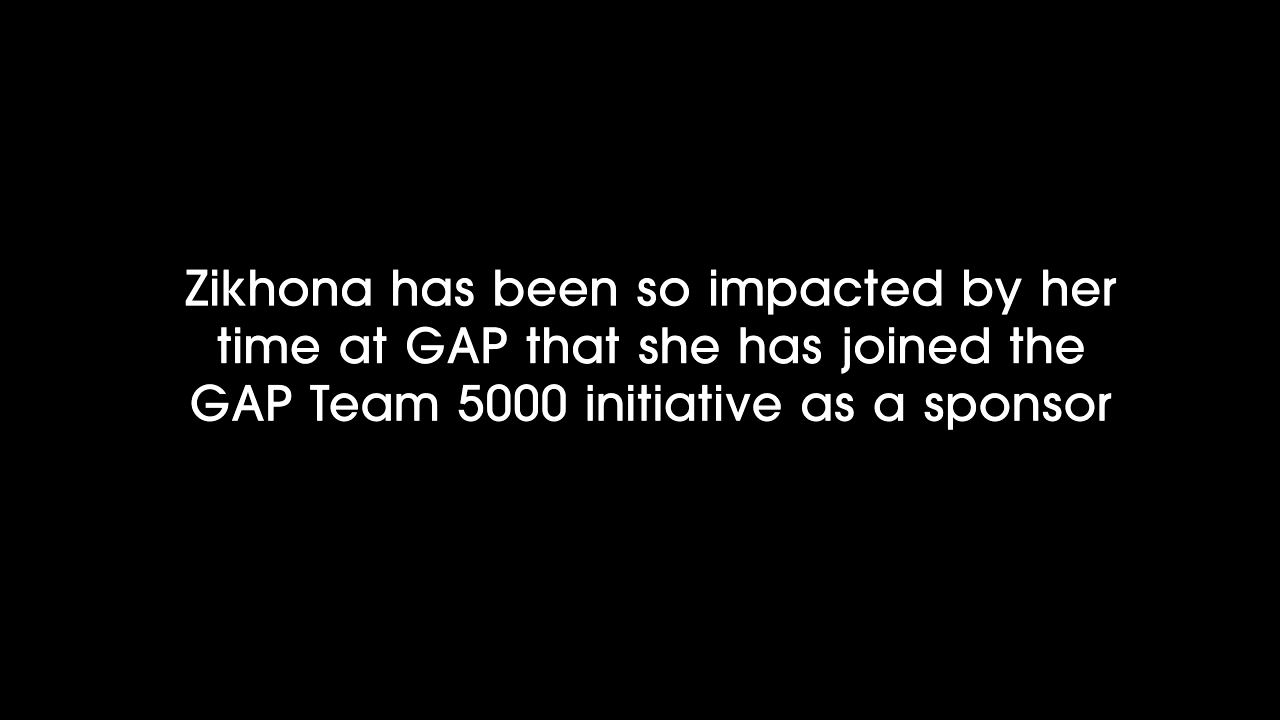 Zikhona has been so impacted by her
time at GAP that she has joined the
GAP Team 5000 initiative as a sponsor